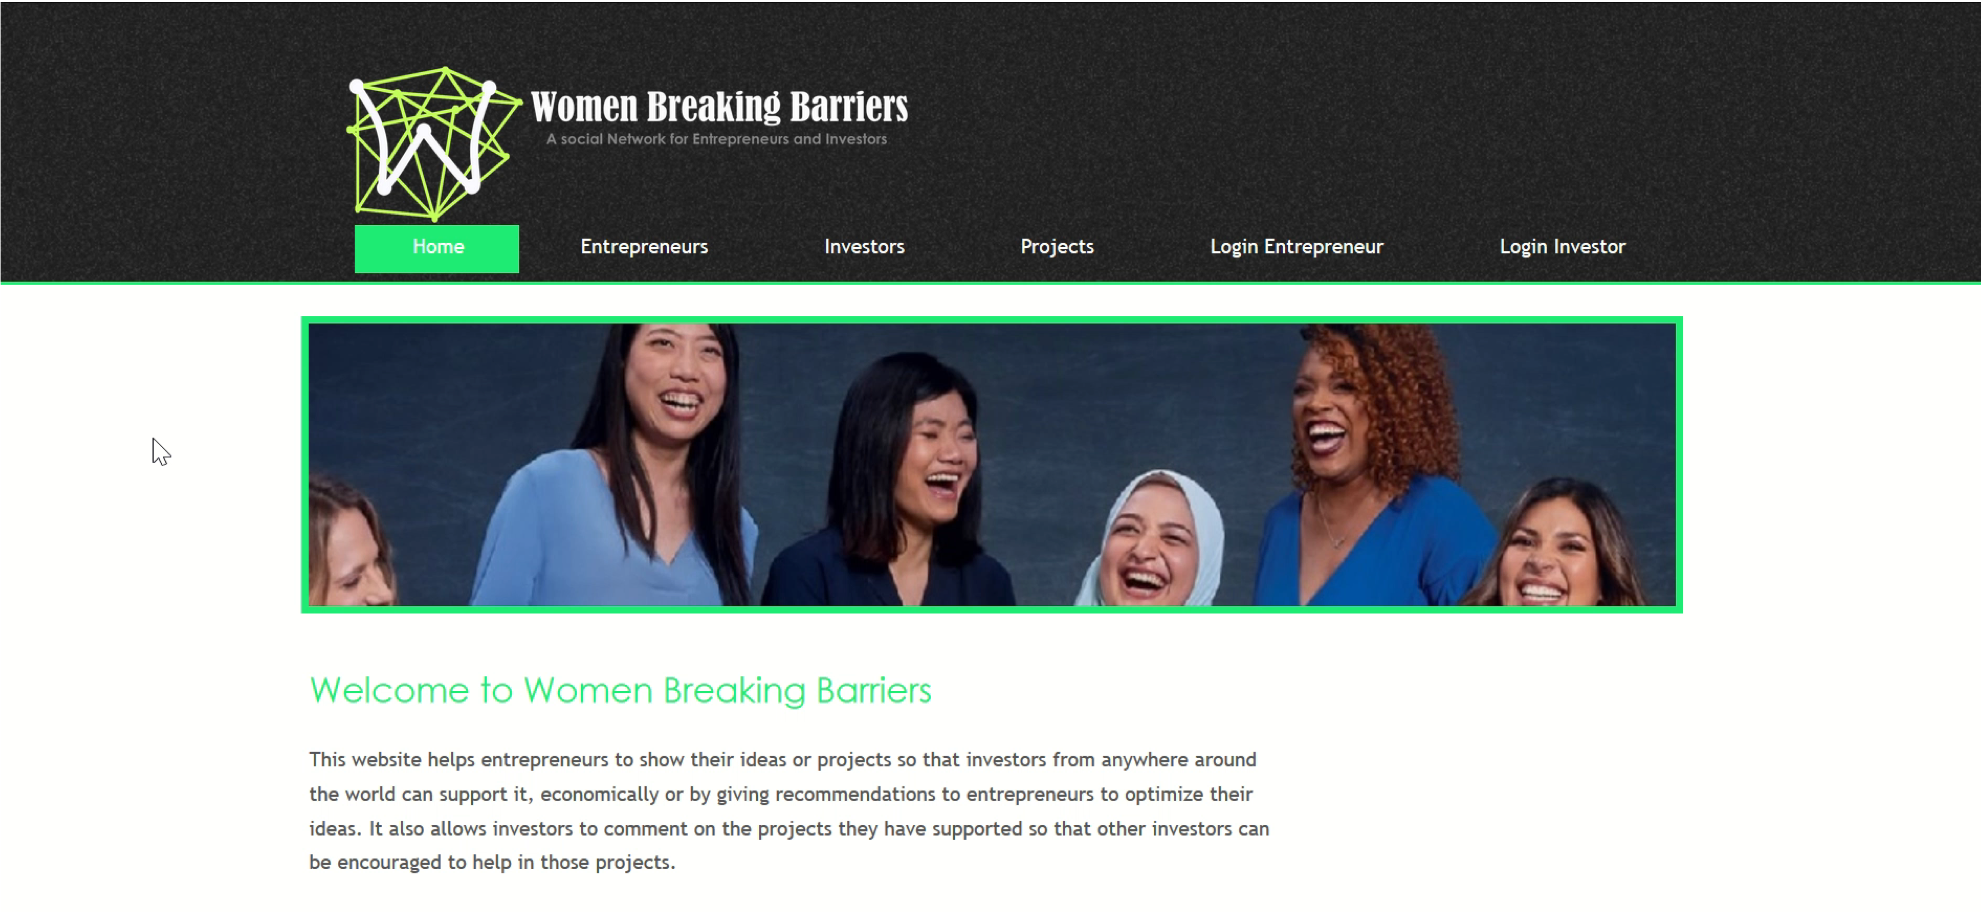 Women Breaking Barriers
A social Network for Entrepreneurs and Investors
Home Entrepreneurs Investors Projects Login Entrepreneur Login Investor
Welcome to Women Breaking Barriers
This website helps entrepreneurs to show their ideas or projects so that investors from anywhere around
the world can support it, economically or by giving recommendations to entrepreneurs to optimize their
ideas. It also allows investors to comment on the projects they have supported so that other investors can
be encouraged to help in those projects.